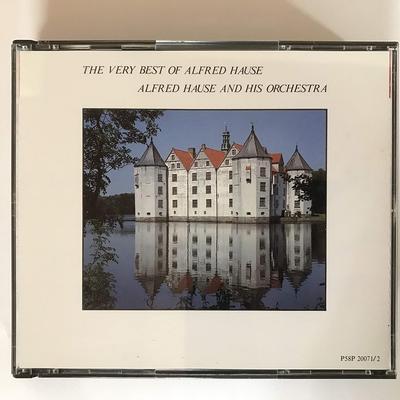 THE VERY BEST OF ALFRED HAUSE
ALFRED HAUSE AND HIS ORCHESTRA
P58P 20071/2